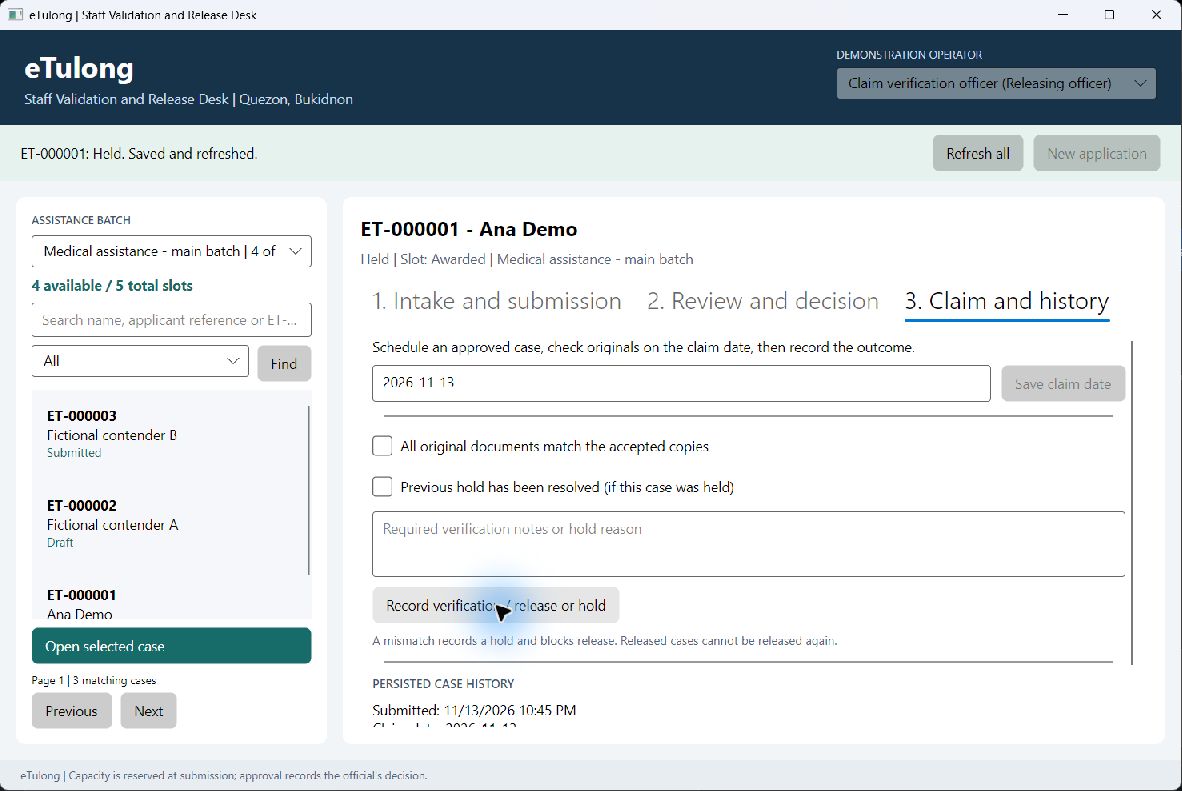 eTulong | Staff Validation and Release Desk
eTulong
Staff Validation and Release Desk | Quezon, Bukidnon
DEMONSTRATION OPERATOR
Claim verification officer (Releasing officer)
ET-000001: Held. Saved and refreshed.
Refresh all
New application
ASSISTANCE BATCH
Medical assistance - main batch | 4 of
4 available / 5 total slots
Search name, applicant reference or ET-...
All
Find
ET-000003
Fictional contender B
Submitted
ET-000002
Fictional contender A
Draft
ET-000001
Ana Demo
Open selected case
Page 1 | 3 matching cases
Previous
Next
ET-000001 - Ana Demo
Held | Slot: Awarded | Medical assistance - main batch
1. Intake and submission
2. Review and decision
3. Claim and history
Schedule an approved case, check originals on the claim date, then record the outcome.
2026-11-13
Save claim date
All original documents match the accepted copies
Previous hold has been resolved (if this case was held)
Required verification notes or hold reason
Record verification / release or hold
A mismatch records a hold and blocks release. Released cases cannot be released again.
PERSISTED CASE HISTORY
Submitted: 11/13/2026 10:45 PM
eTulong | Capacity is reserved at submission; approval records the official's decision.